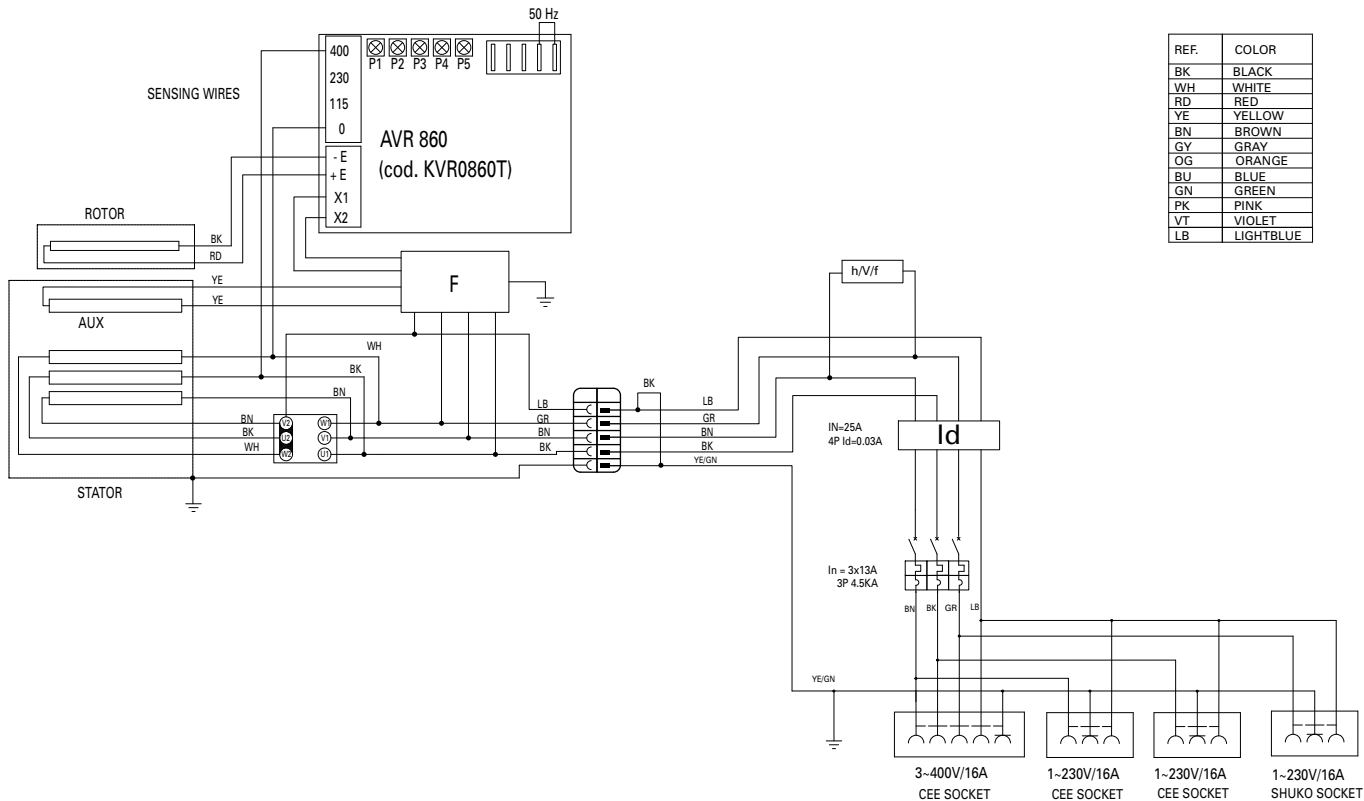 50 Hz
400
230
115
0
P1 P2 P3 P4 P5
SENSING WIRES
AVR 860
(cod. KVR0860T)
- E
+ E
X1
X2
ROTOR
BK
RD
YE
YE
AUX
F
WH
BK
BN
BN
BK
WH
V2
U2
W2
W1
V1
U1
STATOR
LB
GR
BN
BK
BK
LB
GR
BN
BK
YE/GN
h/V/f
IN=25A
4P Id=0.03A
Id
In = 3x13A
3P 4.5KA
BN BK GR LB
YE/GN
3~400V/16A
CEE SOCKET
1~230V/16A
CEE SOCKET
1~230V/16A
CEE SOCKET
1~230V/16A
SHUKO SOCKET
REF. COLOR
BK BLACK
WH WHITE
RD RED
YE YELLOW
BN BROWN
GY GRAY
OG ORANGE
BU BLUE
GN GREEN
PK PINK
VT VIOLET
LB LIGHTBLUE